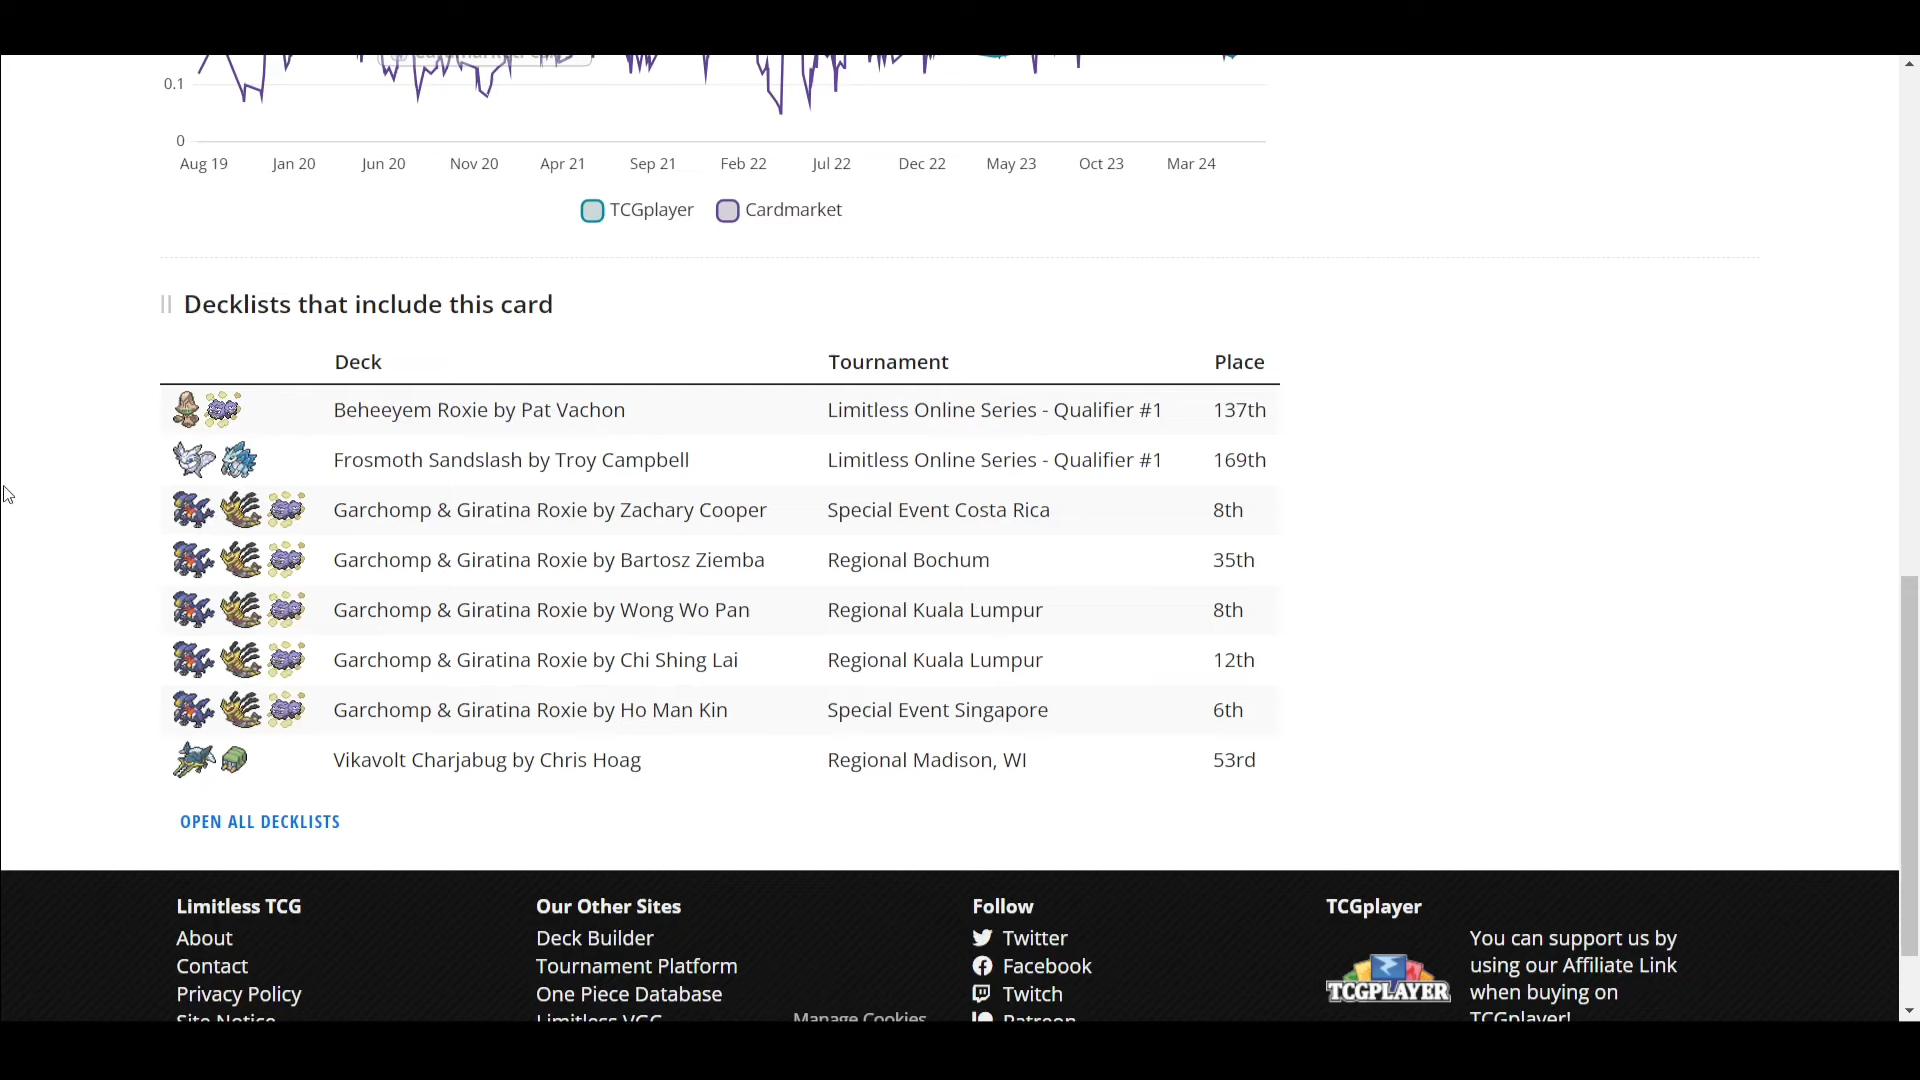 0.1
0
Aug 19 Jan 20 Jun 20 Nov 20 Apr 21 Sep 21 Feb 22 Jul 22 Dec 22 May 23 Oct 23 Mar 24
TCGplayer Cardmarket
Decklists that include this card
Deck Tournament Place
Beheeyem Roxie by Pat Vachon Limitless Online Series - Qualifier #1 137th
Frosmoth Sandslash by Troy Campbell Limitless Online Series - Qualifier #1 169th
Garchomp & Giratina Roxie by Zachary Cooper Special Event Costa Rica 8th
Garchomp & Giratina Roxie by Bartosz Ziemba Regional Bochum 35th
Garchomp & Giratina Roxie by Wong Wo Pan Regional Kuala Lumpur 8th
Garchomp & Giratina Roxie by Chi Shing Lai Regional Kuala Lumpur 12th
Garchomp & Giratina Roxie by Ho Man Kin Special Event Singapore 6th
Vikavolt Charjabug by Chris Hoag Regional Madison, WI 53rd
OPEN ALL DECKLISTS
Limitless TCG
About
Contact
Privacy Policy
Site Notice
Our Other Sites
Deck Builder
Tournament Platform
One Piece Database
Limitless VGC
Manage Cookies
Follow
Twitter
Facebook
Twitch
Patreon
TCGplayer
TCGPLAYER
You can support us by
using our Affiliate Link
when buying on
TCGplayer!